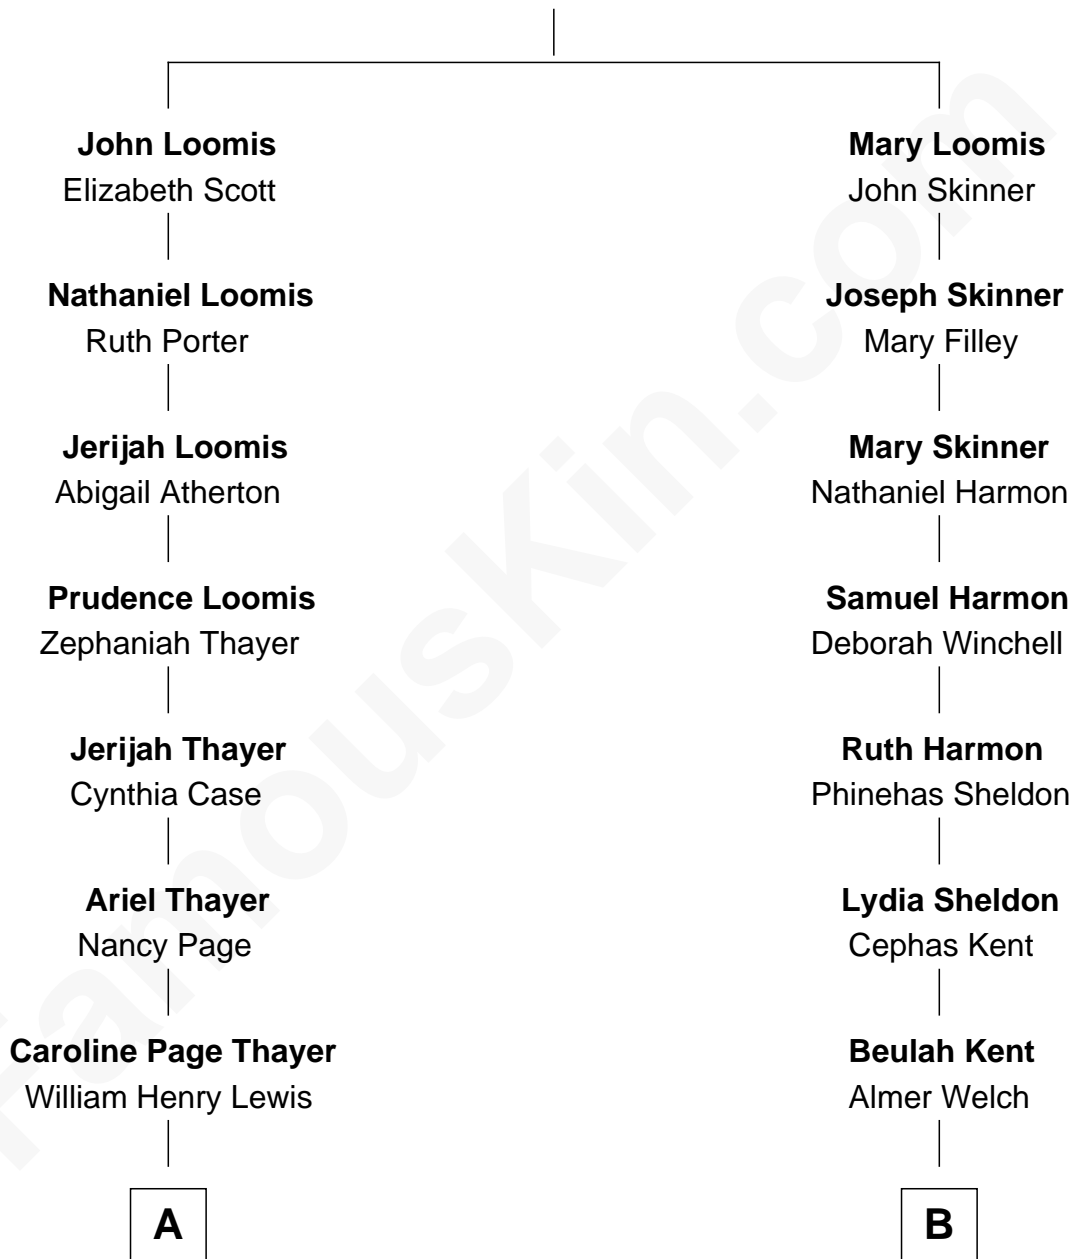 John Loomis
Elizabeth Scott
Mary Loomis
John Skinner
Nathaniel Loomis
Ruth Porter
Joseph Skinner
Mary Filley
Jerijah Loomis
Abigail Atherton
Mary Skinner
Nathaniel Harmon
Prudence Loomis
Zephaniah Thayer
Samuel Harmon
Deborah Winchell
Jerijah Thayer
Cynthia Case
Ruth Harmon
Phinehas Sheldon
Ariel Thayer
Nancy Page
Lydia Sheldon
Cephas Kent
Caroline Page Thayer
William Henry Lewis
Beulah Kent
Almer Welch
A
B
FamousKin.com